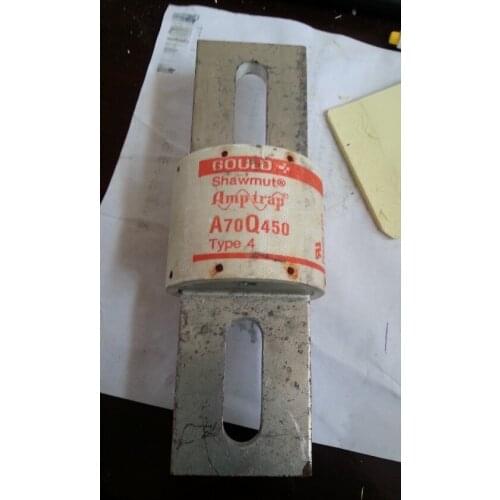 GOULD
Shawmut®
Amp trap®
A70Q450
Type 4